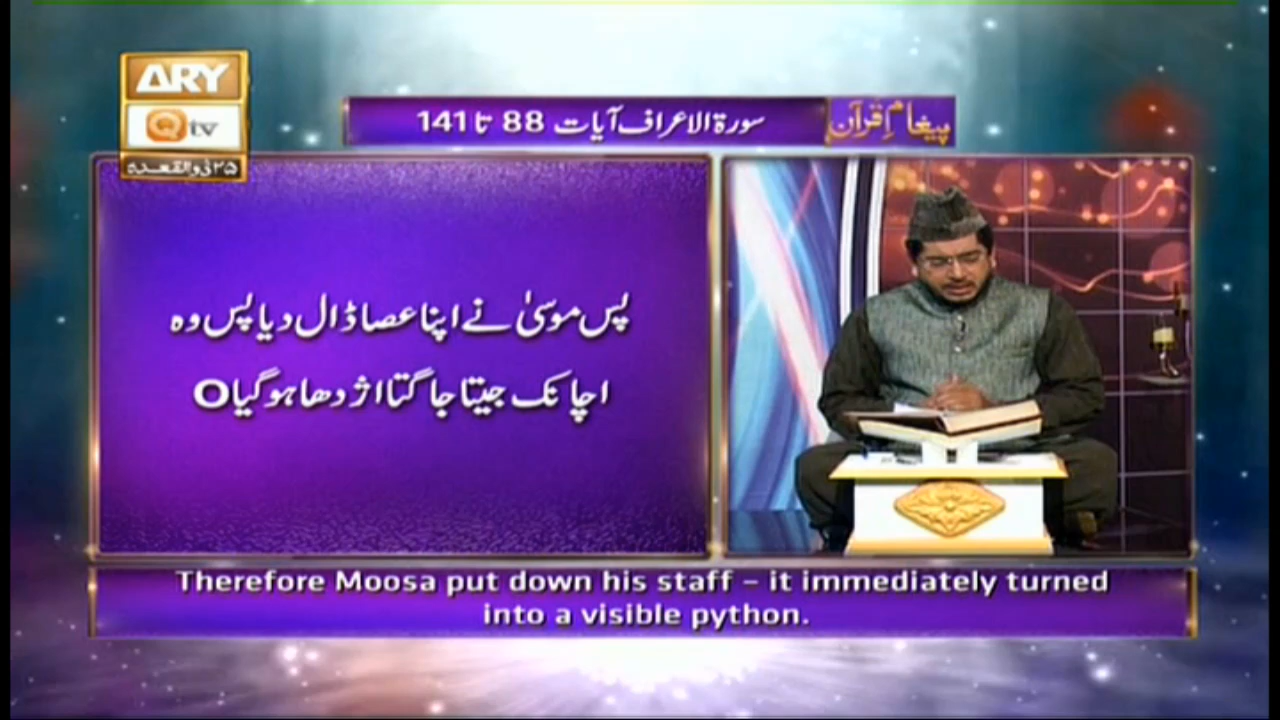 ARY
Qtv
۲۵ ذوالقعدہ
سورۃ الاعراف آیات 88 تا 141
پیغامِ قرآن
پس موسیٰ نے اپنا عصا ڈال دیا پس وہ
اچانک جیتا جاگتا اژدھا ہو گیا O
Therefore Moosa put down his staff – it immediately turned
into a visible python.